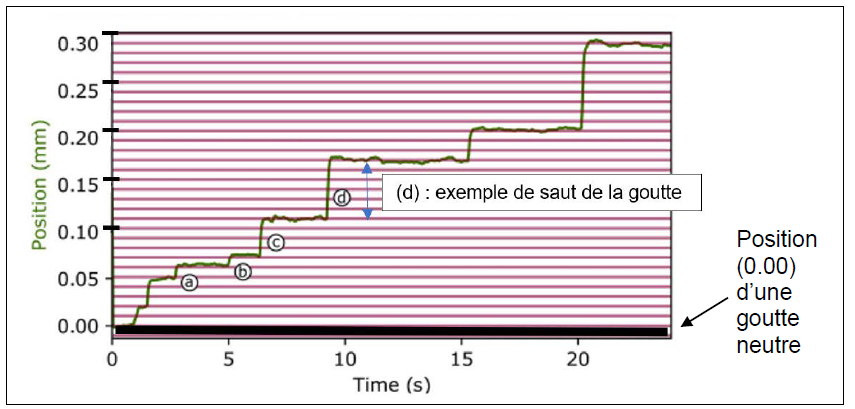 0.30
0.25
0.20
0.15
0.10
0.05
0.00
Position (mm)
(d) : exemple de saut de la goutte
ⓓ
ⓒ
ⓑ
ⓐ
Position
(0.00)
d’une
goutte
neutre
0
5
10
15
20
Time (s)